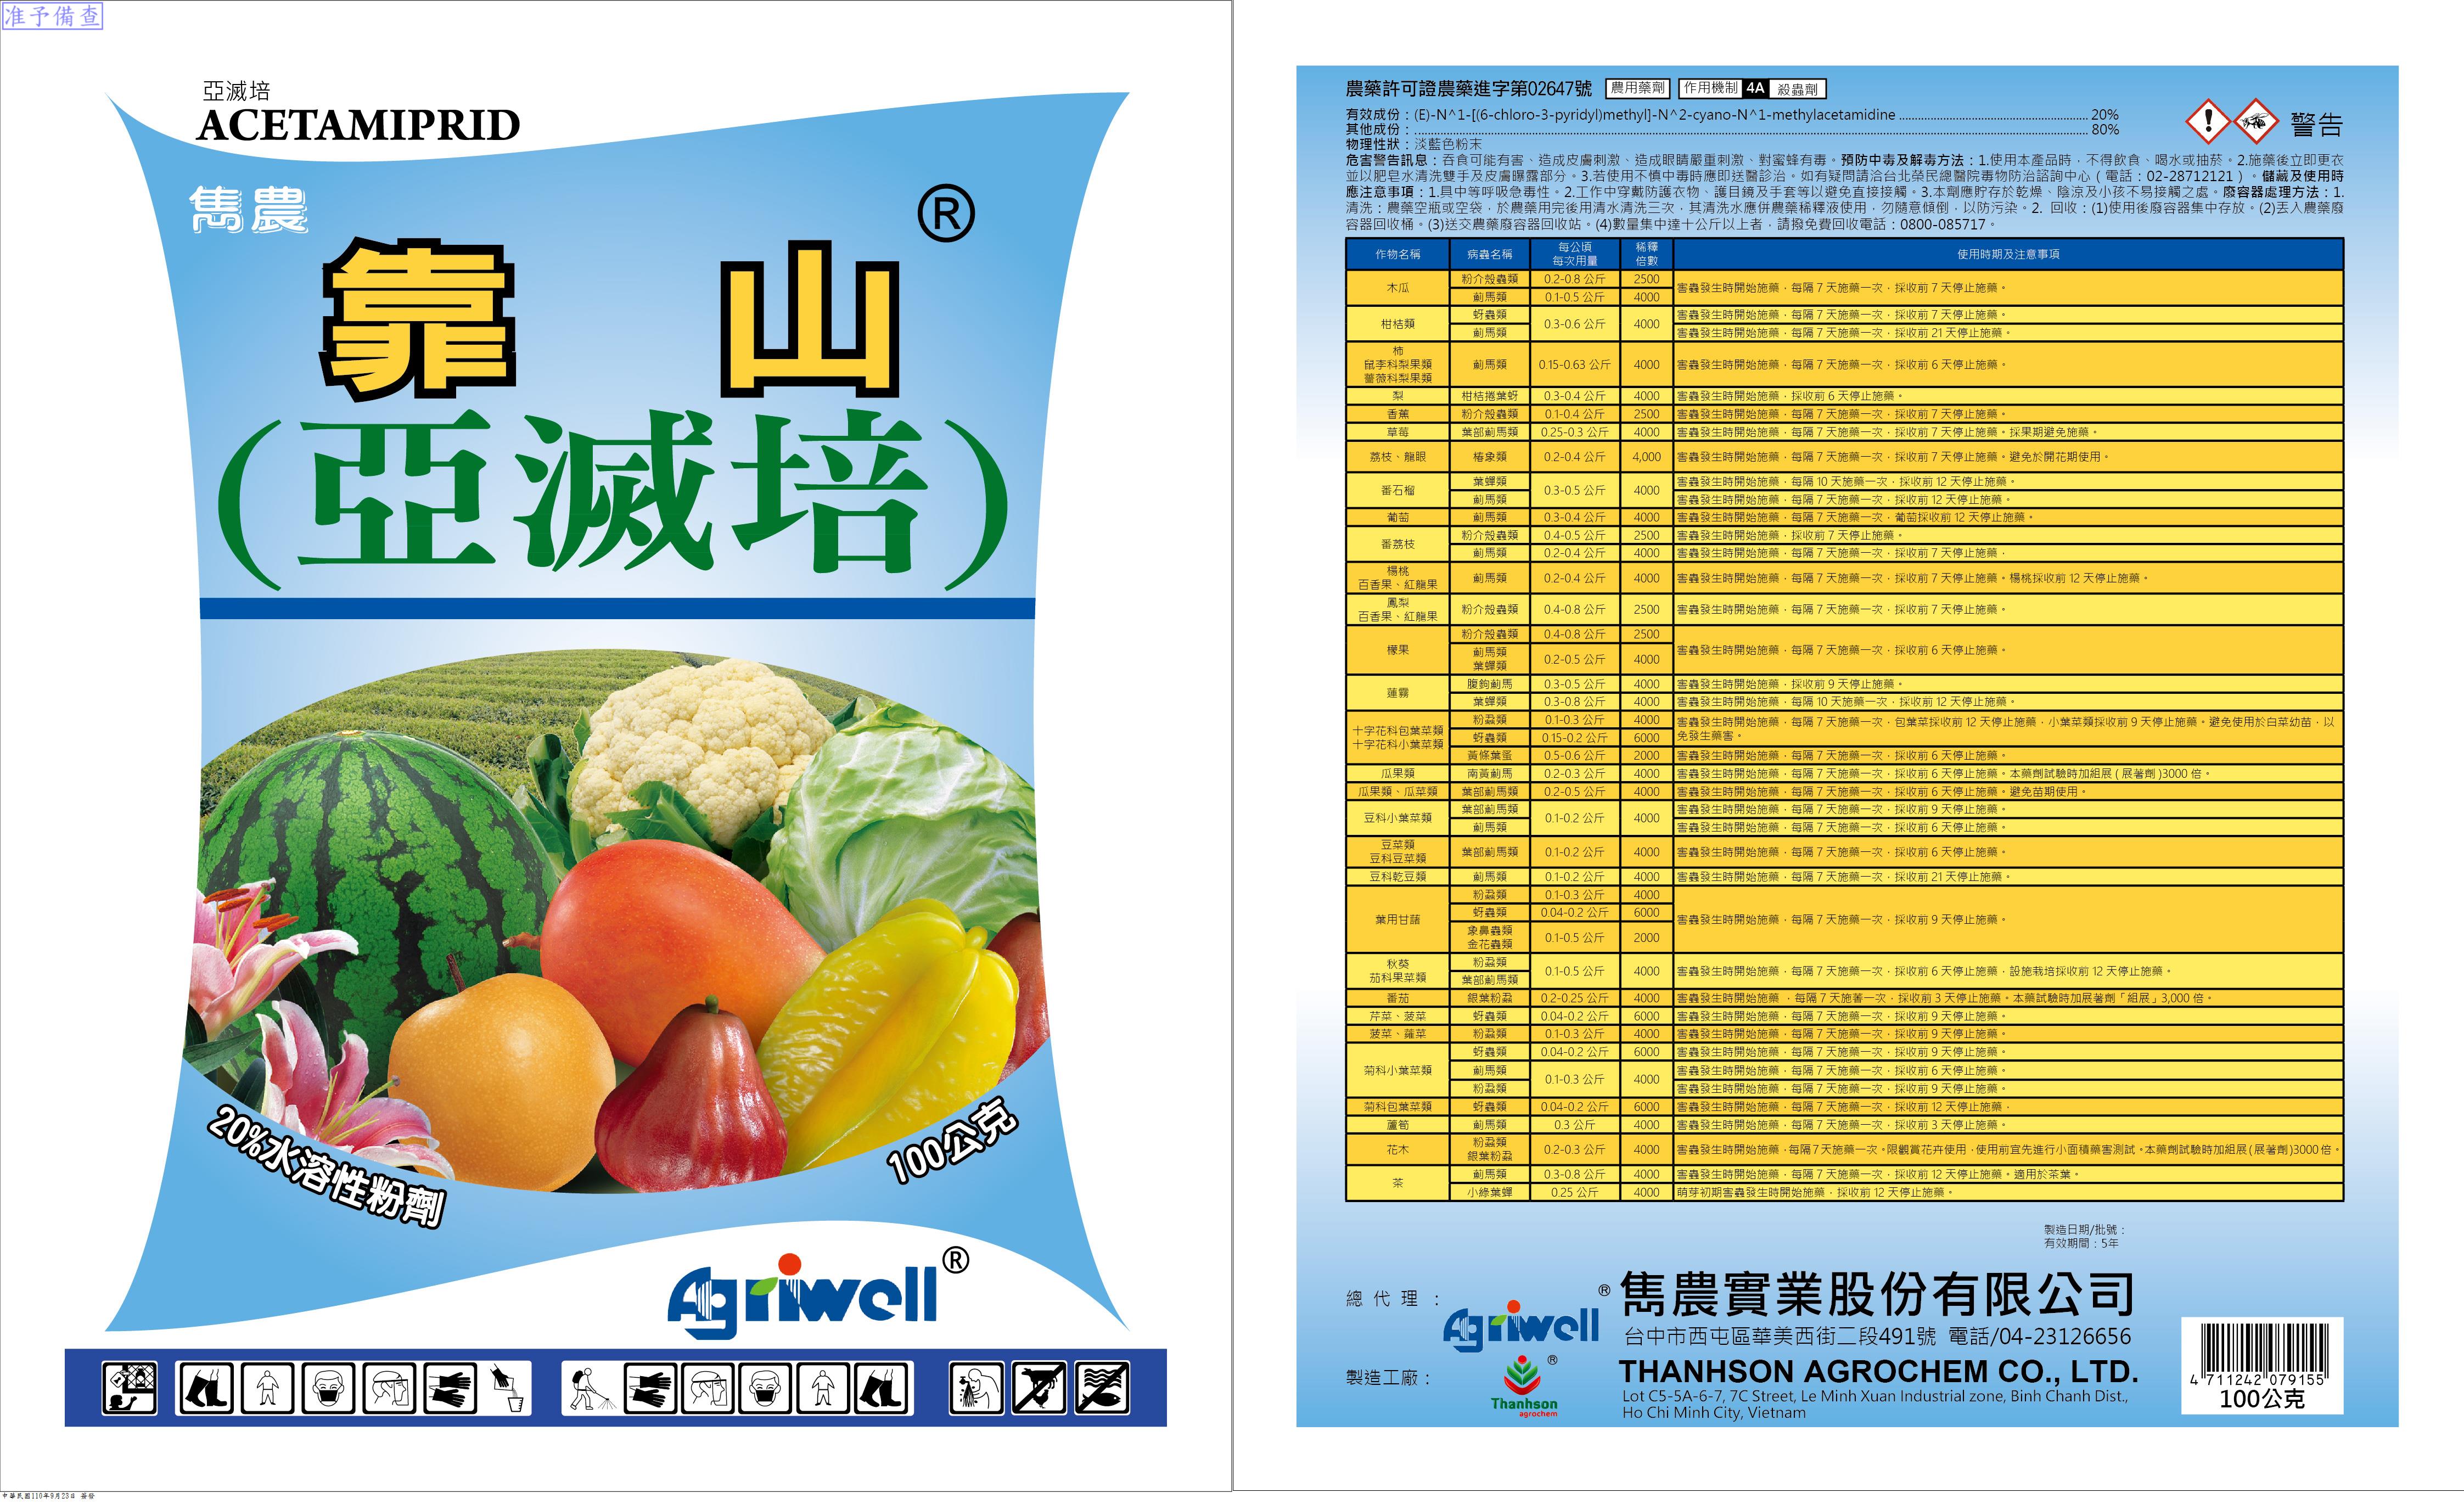 准予備查
亞滅培
ACETAMIPRID
雋農
®
靠山
(亞滅培)
20%水溶性粉劑
100公克
Agriwell®
中華民國110年9月23日 簽發
農藥許可證農藥進字第02647號 農用藥劑 作用機制 4A 殺蟲劑
有效成份：(E)-N^1-[(6-chloro-3-pyridyl)methyl]-N^2-cyano-N^1-methylacetamidine 20%
其他成份： 80%
警告
物理性狀：淡藍色粉末
危害警告訊息：吞食可能有害、造成皮膚刺激、造成眼睛嚴重刺激、對蜜蜂有毒。預防中毒及解毒方法：1.使用本產品時，不得飲食、喝水或抽菸。2.施藥後立即更衣
並以肥皂水清洗雙手及皮膚曝露部分。3.若使用不慎中毒時應即送醫診治。如有疑問請洽台北榮民總醫院毒物防治諮詢中心（電話：02-28712121）。儲藏及使用時
應注意事項：1.具中等呼吸急毒性。2.工作中穿戴防護衣物、護目鏡及手套等以避免直接接觸。3.本劑應貯存於乾燥、陰涼及小孩不易接觸之處。廢容器處理方法：1.
清洗：農藥空瓶或空袋，於農藥用完後用清水清洗三次，其清洗水應併農藥稀釋液使用，勿隨意傾倒，以防污染。2. 回收：(1)使用後廢容器集中存放。(2)丟入農藥廢
容器回收桶。(3)送交農藥廢容器回收站。(4)數量集中達十公斤以上者，請撥免費回收電話：0800-085717。
作物名稱 病蟲名稱 每公頃每次用量 稀釋倍數 使用時期及注意事項
木瓜 粉介殼蟲類 0.2-0.8 公斤 2500 害蟲發生時開始施藥，每隔 7 天施藥一次，採收前 7 天停止施藥。
薊馬類 0.1-0.5 公斤 4000
柑桔類 蚜蟲類 0.3-0.6 公斤 4000 害蟲發生時開始施藥，每隔 7 天施藥一次，採收前 7 天停止施藥。
薊馬類 害蟲發生時開始施藥，每隔 7 天施藥一次，採收前 21 天停止施藥。
柿
鼠李科梨果類
薔薇科梨果類 薊馬類 0.15-0.63 公斤 4000 害蟲發生時開始施藥，每隔 7 天施藥一次，採收前 6 天停止施藥。
梨 柑桔捲葉蚜 0.3-0.4 公斤 4000 害蟲發生時開始施藥，採收前 6 天停止施藥。
香蕉 粉介殼蟲類 0.1-0.4 公斤 2500 害蟲發生時開始施藥，每隔 7 天施藥一次，採收前 7 天停止施藥。
草莓 葉部薊馬類 0.25-0.3 公斤 4000 害蟲發生時開始施藥，每隔 7 天施藥一次，採收前 7 天停止施藥。採果期避免施藥。
荔枝、龍眼 椿象類 0.2-0.4 公斤 4,000 害蟲發生時開始施藥，每隔 7 天施藥一次，採收前 7 天停止施藥。避免於開花期使用。
番石榴 葉蟬類 0.3-0.5 公斤 4000 害蟲發生時開始施藥，每隔 10 天施藥一次，採收前 12 天停止施藥。
薊馬類 害蟲發生時開始施藥，每隔 7 天施藥一次，採收前 12 天停止施藥。
葡萄 薊馬類 0.3-0.4 公斤 4000 害蟲發生時開始施藥，每隔 7 天施藥一次，葡萄採收前 12 天停止施藥。
番荔枝 粉介殼蟲類 0.4-0.5 公斤 2500 害蟲發生時開始施藥，採收前 7 天停止施藥。
薊馬類 0.2-0.4 公斤 4000 害蟲發生時開始施藥，每隔 7 天施藥一次，採收前 7 天停止施藥，
楊桃
百香果、紅龍果 薊馬類 0.2-0.4 公斤 4000 害蟲發生時開始施藥，每隔 7 天施藥一次，採收前 7 天停止施藥。楊桃採收前 12 天停止施藥。
鳳梨
百香果、紅龍果 粉介殼蟲類 0.4-0.8 公斤 2500 害蟲發生時開始施藥，每隔 7 天施藥一次，採收前 7 天停止施藥。
檬果 粉介殼蟲類 0.4-0.8 公斤 2500 害蟲發生時開始施藥，每隔 7 天施藥一次，採收前 6 天停止施藥。
薊馬類
葉蟬類 0.2-0.5 公斤 4000
蓮霧 腹鉤薊馬 0.3-0.5 公斤 4000 害蟲發生時開始施藥，採收前 9 天停止施藥。
葉蟬類 0.3-0.8 公斤 4000 害蟲發生時開始施藥，每隔 10 天施藥一次，採收前 12 天停止施藥。
十字花科包葉菜類
十字花科小葉菜類 粉蝨類 0.1-0.3 公斤 4000 害蟲發生時開始施藥，每隔 7 天施藥一次，包葉菜採收前 12 天停止施藥，小葉菜類採收前 9 天停止施藥。避免使用於白菜幼苗，以
免發生藥害。
蚜蟲類 0.15-0.2 公斤 6000
黃條葉蚤 0.5-0.6 公斤 2000 害蟲發生時開始施藥，每隔 7 天施藥一次，採收前 6 天停止施藥。
瓜果類 南黃薊馬 0.2-0.3 公斤 4000 害蟲發生時開始施藥，每隔 7 天施藥一次，採收前 6 天停止施藥。本藥劑試驗時加組展 ( 展著劑 )3000 倍。
瓜果類、瓜菜類 葉部薊馬類 0.2-0.5 公斤 4000 害蟲發生時開始施藥，每隔 7 天施藥一次，採收前 6 天停止施藥。避免苗期使用。
豆科小葉菜類 葉部薊馬類 0.1-0.2 公斤 4000 害蟲發生時開始施藥，每隔 7 天施藥一次，採收前 9 天停止施藥。
薊馬類 害蟲發生時開始施藥，每隔 7 天施藥一次，採收前 6 天停止施藥。
豆菜類
豆科豆菜類 葉部薊馬類 0.1-0.2 公斤 4000 害蟲發生時開始施藥，每隔 7 天施藥一次，採收前 6 天停止施藥。
豆科乾豆類 薊馬類 0.1-0.2 公斤 4000 害蟲發生時開始施藥，每隔 7 天施藥一次，採收前 21 天停止施藥。
葉用甘藷 粉蝨類 0.1-0.3 公斤 4000 害蟲發生時開始施藥，每隔 7 天施藥一次，採收前 9 天停止施藥。
蚜蟲類 0.04-0.2 公斤 6000
象鼻蟲類
金花蟲類 0.1-0.5 公斤 2000
秋葵
茄科果菜類 粉蝨類 0.1-0.5 公斤 4000 害蟲發生時開始施藥，每隔 7 天施藥一次，採收前 6 天停止施藥，設施栽培採收前 12 天停止施藥。
葉部薊馬類
番茄 銀葉粉蝨 0.2-0.25 公斤 4000 害蟲發生時開始施藥 ，每隔 7 天施著一次，採收前 3 天停止施藥。本藥試驗時加展著劑「組展」3,000 倍。
芹菜、菠菜 蚜蟲類 0.04-0.2 公斤 6000 害蟲發生時開始施藥，每隔 7 天施藥一次，採收前 9 天停止施藥。
菠菜、蕹菜 粉蝨類 0.1-0.3 公斤 4000 害蟲發生時開始施藥，每隔 7 天施藥一次，採收前 9 天停止施藥。
菊科小葉菜類 蚜蟲類 0.04-0.2 公斤 6000 害蟲發生時開始施藥，每隔 7 天施藥一次，採收前 9 天停止施藥。
薊馬類 0.1-0.3 公斤 4000 害蟲發生時開始施藥，每隔 7 天施藥一次，採收前 6 天停止施藥。
粉蝨類 害蟲發生時開始施藥，每隔 7 天施藥一次，採收前 9 天停止施藥。
菊科包葉菜類 蚜蟲類 0.04-0.2 公斤 6000 害蟲發生時開始施藥，每隔 7 天施藥一次，採收前 12 天停止施藥，
蘆筍 薊馬類 0.3 公斤 4000 害蟲發生時開始施藥，每隔 7 天施藥一次，採收前 3 天停止施藥。
花木 粉蝨類
銀葉粉蝨 0.2-0.3 公斤 4000 害蟲發生時開始施藥，每隔 7 天施藥一次。限觀賞花卉使用，使用前宜先進行小面積藥害測試。本藥劑試驗時加組展(展著劑)3000 倍。
茶 薊馬類 0.3-0.8 公斤 4000 害蟲發生時開始施藥，每隔 7 天施藥一次，採收前 12 天停止施藥。適用於茶葉。
小綠葉蟬 0.25 公斤 4000 萌芽初期害蟲發生時開始施藥，採收前 12 天停止施藥。
製造日期/批號：
有效期間：5年
總代理： Agriwell® 雋農實業股份有限公司
台中市西屯區華美西街二段491號 電話/04-23126656
製造工廠： Thanhson agrochem ® THANHSON AGROCHEM CO., LTD.
Lot C5-5A-6-7, 7C Street, Le Minh Xuan Industrial zone, Binh Chanh Dist.,
Ho Chi Minh City, Vietnam
4 711242 079155
100公克